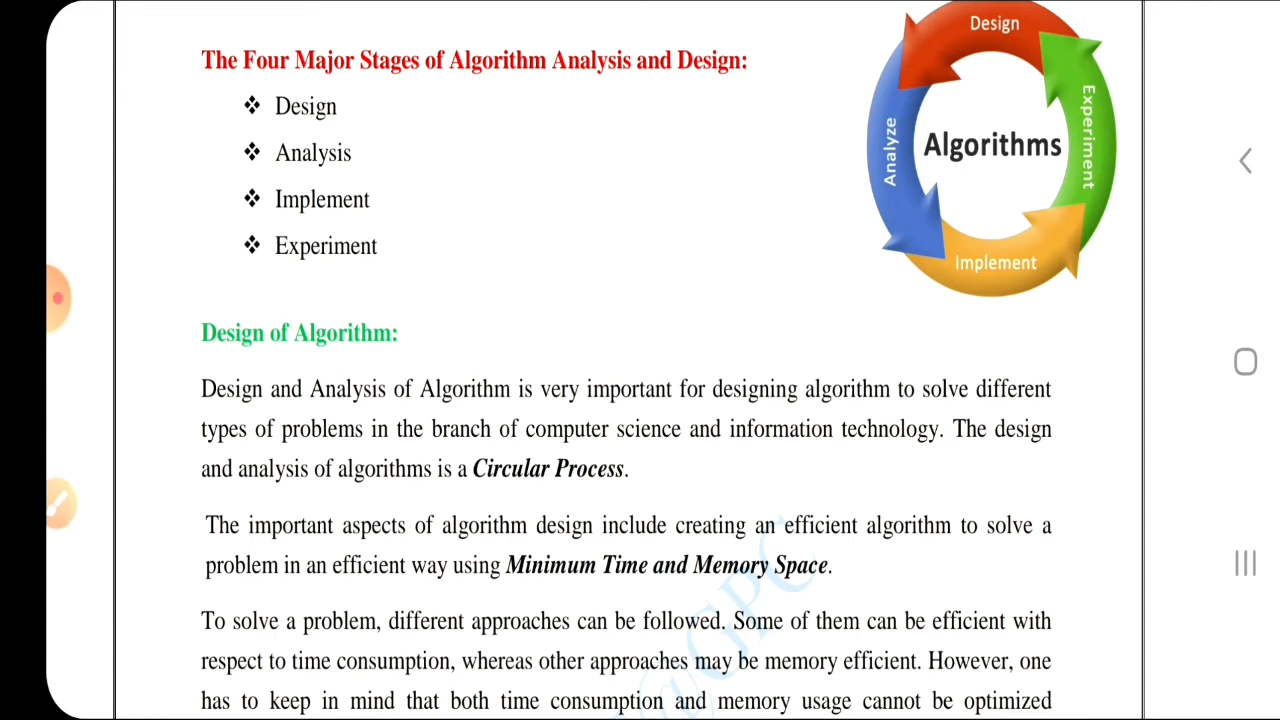 The Four Major Stages of Algorithm Analysis and Design:
❖ Design
❖ Analysis
❖ Implement
❖ Experiment
Design
Experiment
Analyze
Algorithms
Implement
Design of Algorithm:
Design and Analysis of Algorithm is very important for designing algorithm to solve different
types of problems in the branch of computer science and information technology. The design
and analysis of algorithms is a Circular Process.
The important aspects of algorithm design include creating an efficient algorithm to solve a
problem in an efficient way using Minimum Time and Memory Space.
To solve a problem, different approaches can be followed. Some of them can be efficient with
respect to time consumption, whereas other approaches may be memory efficient. However, one
has to keep in mind that both time consumption and memory usage cannot be optimized
@GPC